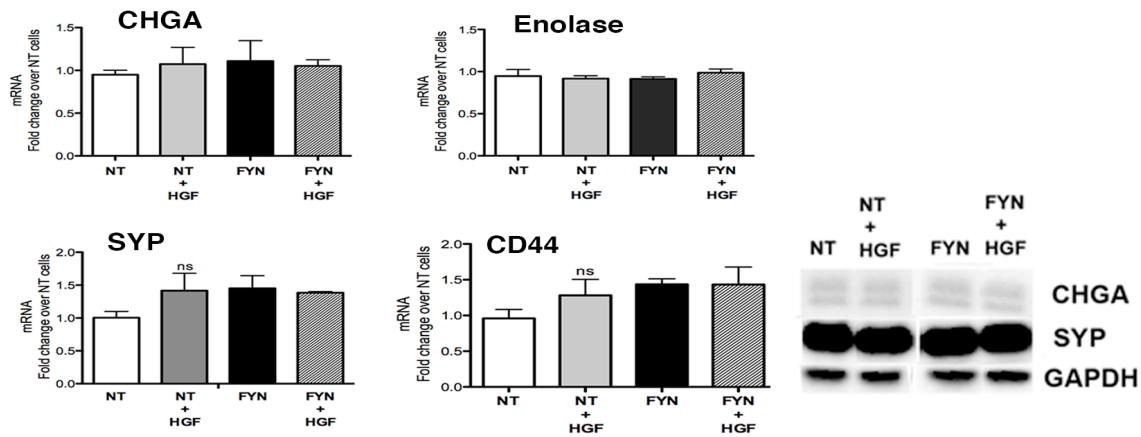 CHGA
mRNA
Fold change over NT cells
1.5
1.0
0.5
0.0
NT
NT
+
HGF
FYN
FYN
+
HGF
Enolase
mRNA
Fold change over NT cells
1.5
1.0
0.5
0.0
NT
NT
+
HGF
FYN
FYN
+
HGF
SYP
mRNA
Fold change over NT cells
2.0
1.5
1.0
0.5
0.0
ns
NT
NT
+
HGF
FYN
FYN
+
HGF
CD44
mRNA
Fold change over NT cells
2.0
1.5
1.0
0.5
0.0
ns
NT
NT
+
HGF
FYN
FYN
+
HGF
NT
NT
+
HGF
FYN
FYN
+
HGF
CHGA
SYP
GAPDH